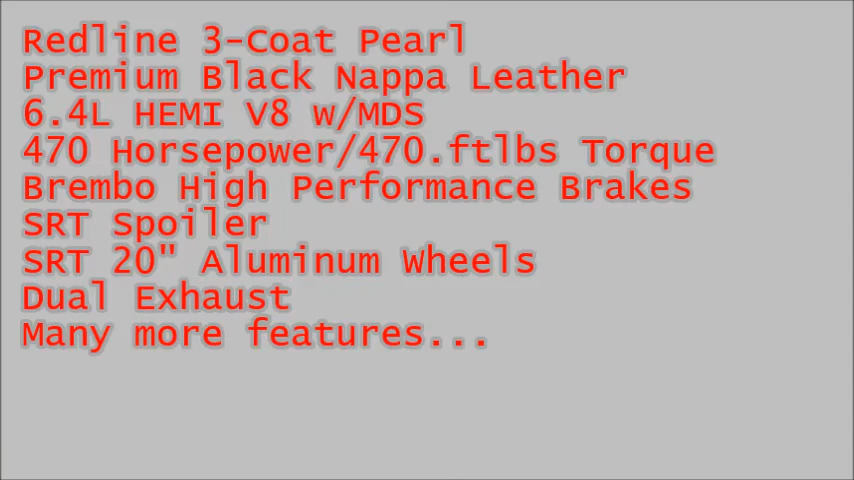 Redline 3-Coat Pearl
Premium Black Nappa Leather
6.4L HEMI V8 w/MDS
470 Horsepower/470.ftlbs Torque
Brembo High Performance Brakes
SRT Spoiler
SRT 20" Aluminum Wheels
Dual Exhaust
Many more features...